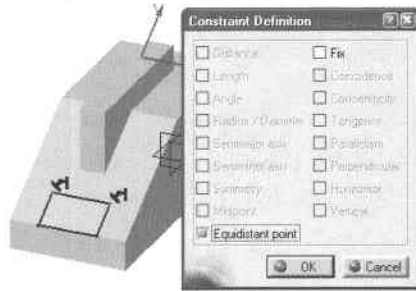 Constraint Definition
Distance
Fix
Length
Coincidence
Angle
Concentricity
Radius / Diameter
Tangency
Semimajor axis
Parallelism
Semiminor axis
Perpendicular
Symmetry
Horizontal
Midpoint
Vertical
Equidistant point
OK
Cancel